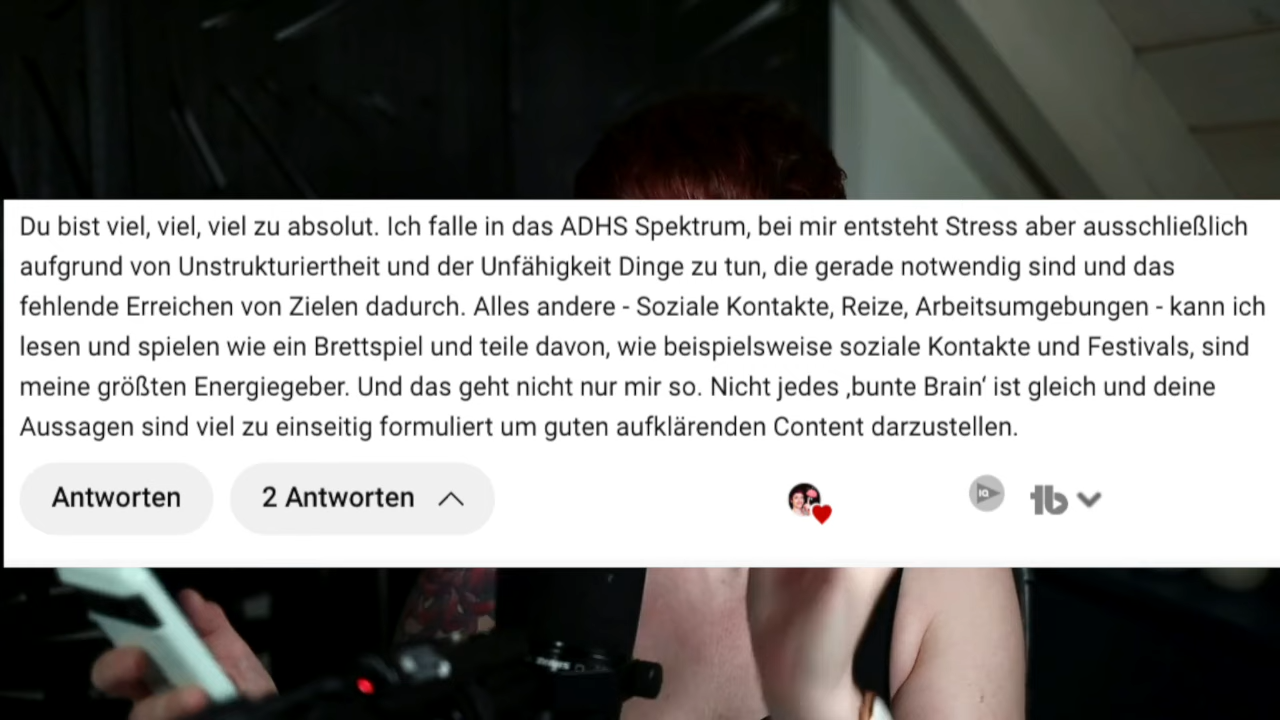 Du bist viel, viel, viel zu absolut. Ich falle in das ADHS Spektrum, bei mir entsteht Stress aber ausschließlich
aufgrund von Unstrukturiertheit und der Unfähigkeit Dinge zu tun, die gerade notwendig sind und das
fehlende Erreichen von Zielen dadurch. Alles andere - Soziale Kontakte, Reize, Arbeitsumgebungen - kann ich
lesen und spielen wie ein Brettspiel und teile davon, wie beispielsweise soziale Kontakte und Festivals, sind
meine größten Energiegeber. Und das geht nicht nur mir so. Nicht jedes ‚bunte Brain‘ ist gleich und deine
Aussagen sind viel zu einseitig formuliert um guten aufklärenden Content darzustellen.
Antworten 2 Antworten IQ tb